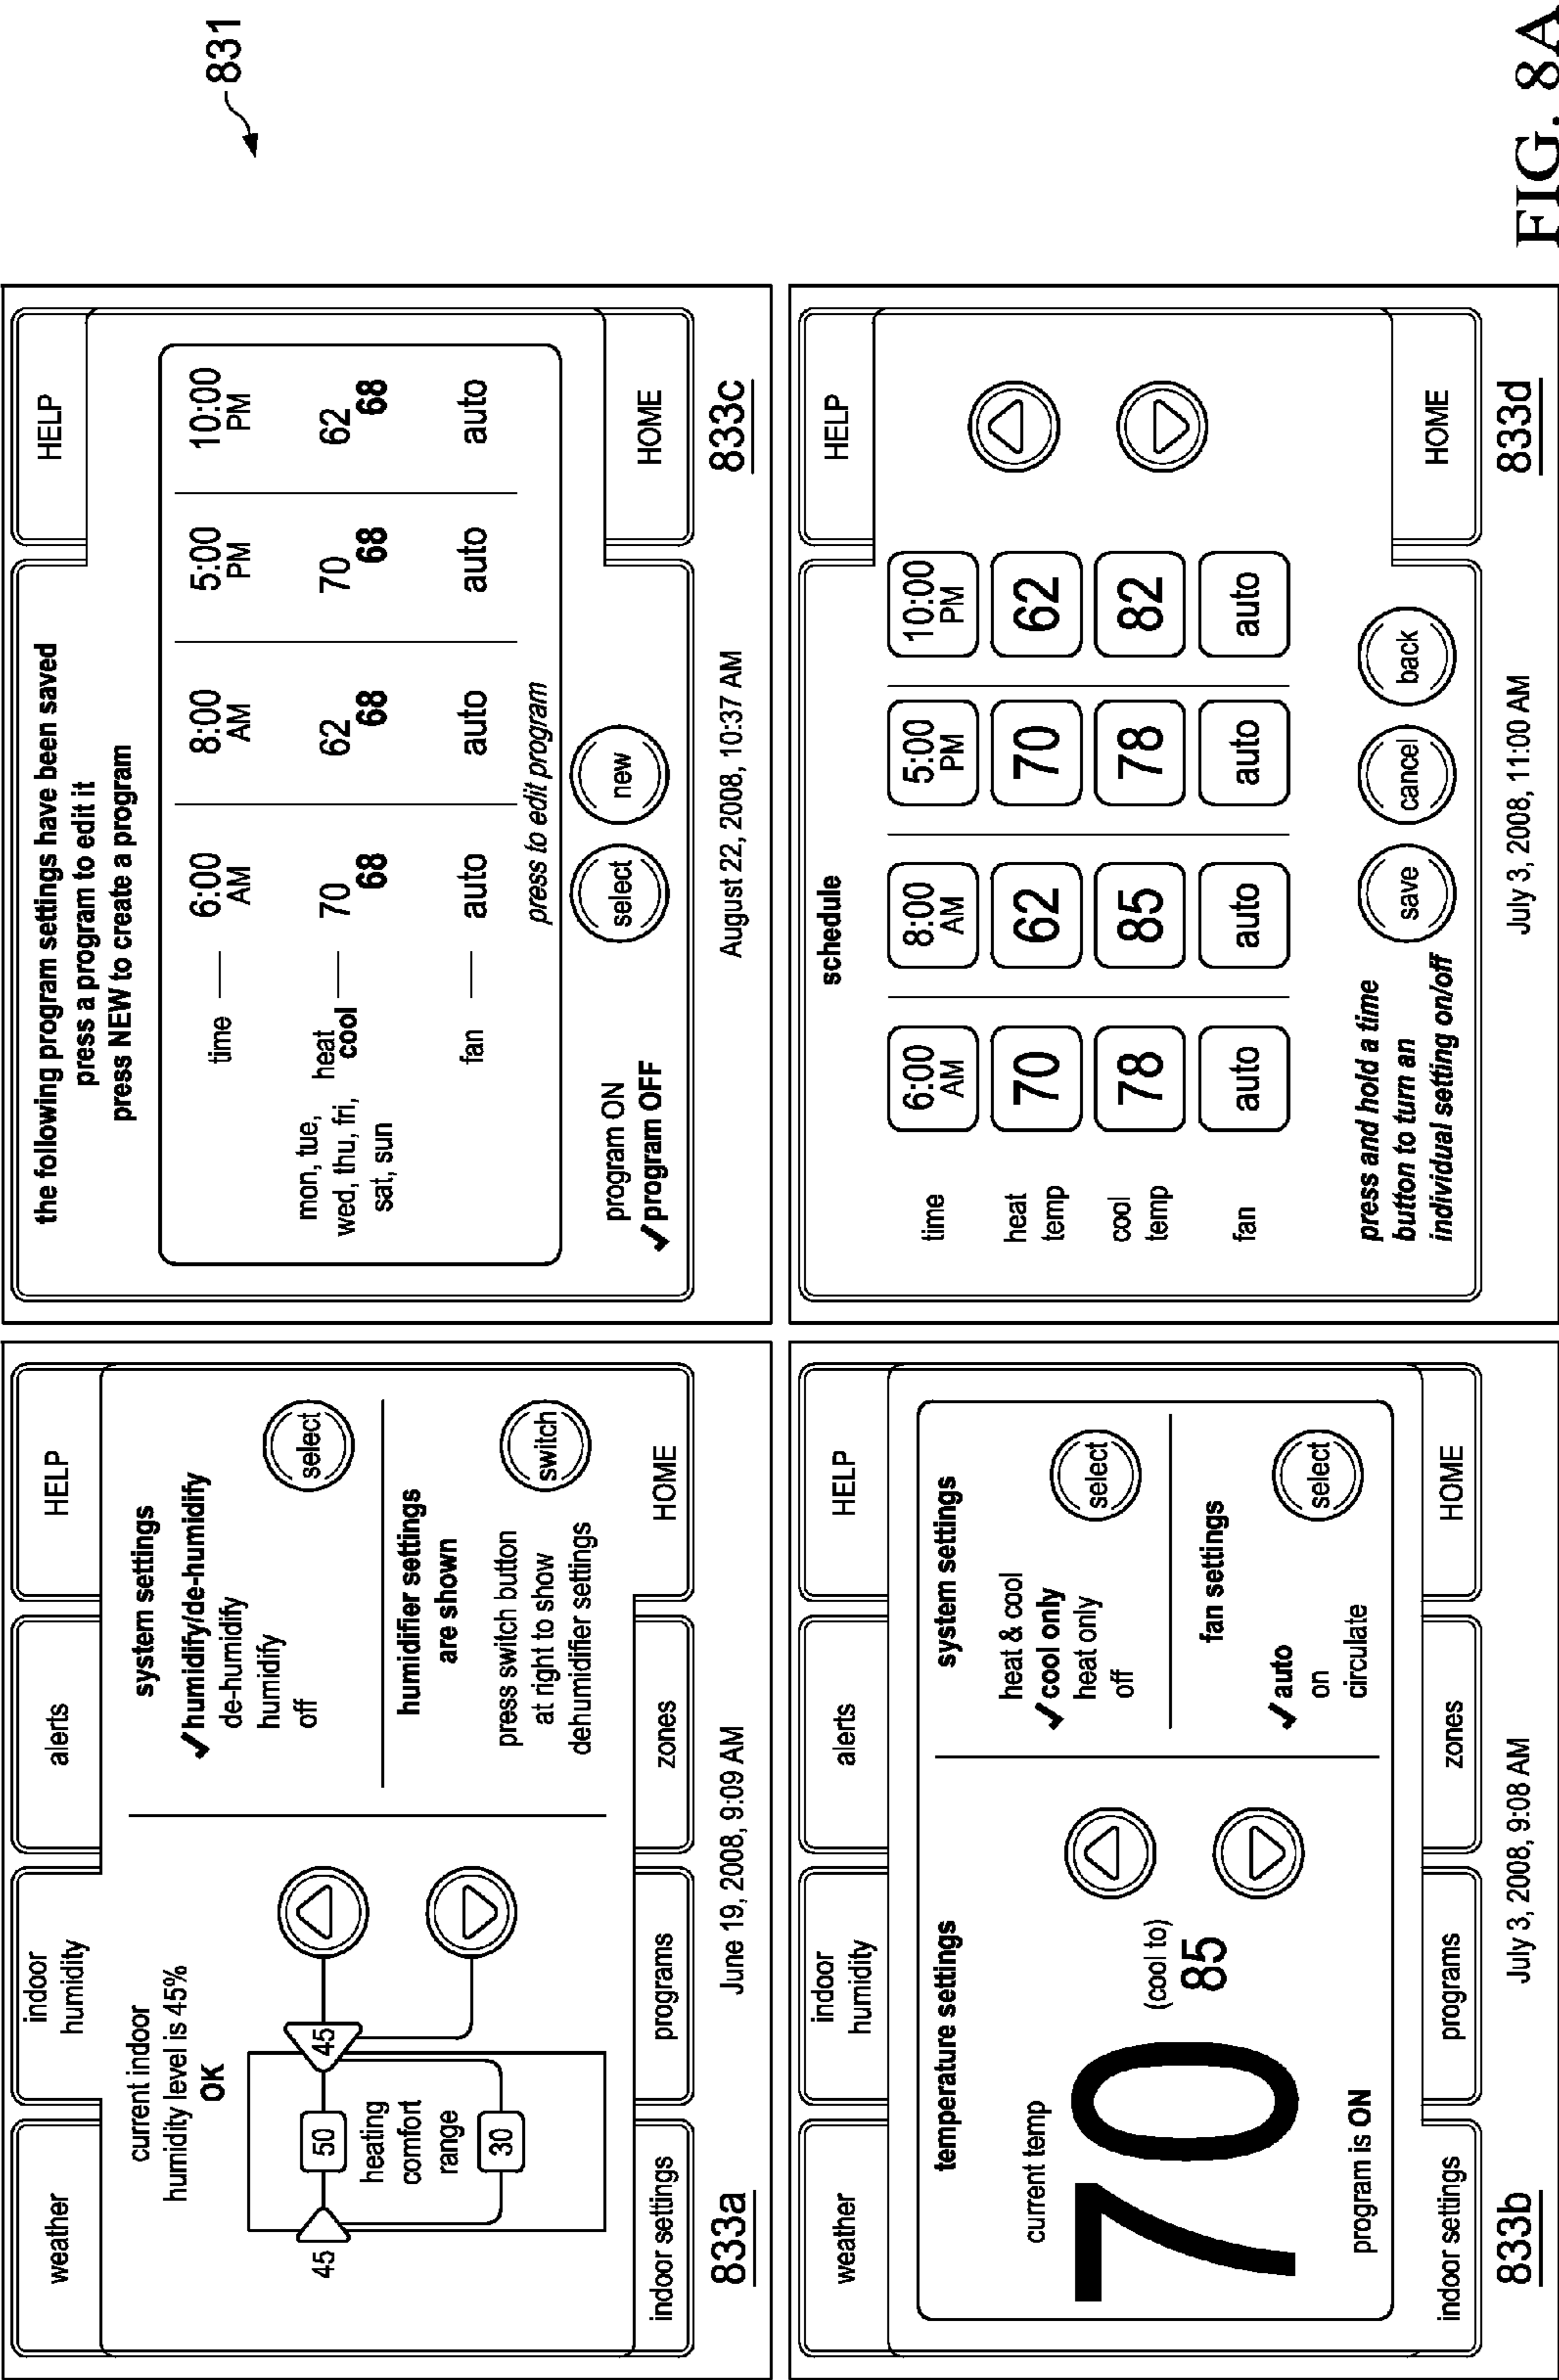 831
weather
indoor
humidity
alerts
HELP
current indoor
humidity level is 45%
OK
45
50
45
heating
comfort
range
30
system settings
✓humidify/de-humidify
de-humidify
humidify
off
select
humidifier settings
are shown
press switch button
at right to show
dehumidifier settings
switch
indoor settings
programs
zones
HOME
833a
June 19, 2008, 9:09 AM
HELP
the following program settings have been saved
press a program to edit it
press NEW to create a program
time
6:00
AM
8:00
AM
5:00
PM
10:00
PM
mon, tue,
wed, thu, fri,
sat, sun
heat
cool
70
68
62
68
70
68
62
68
fan
auto
auto
auto
auto
press to edit program
program ON
✓program OFF
select
new
HOME
August 22, 2008, 10:37 AM
833c
weather
indoor
humidity
alerts
HELP
temperature settings
current temp
70
(cool to)
85
program is ON
system settings
heat & cool
✓cool only
heat only
off
select
fan settings
✓auto
on
circulate
select
indoor settings
programs
zones
HOME
833b
July 3, 2008, 9:08 AM
HELP
schedule
time
6:00
AM
8:00
AM
5:00
PM
10:00
PM
heat
temp
70
62
70
62
cool
temp
78
85
78
82
fan
auto
auto
auto
auto
press and hold a time
button to turn an
individual setting on/off
save
cancel
back
HOME
July 3, 2008, 11:00 AM
833d
FIG. 8A